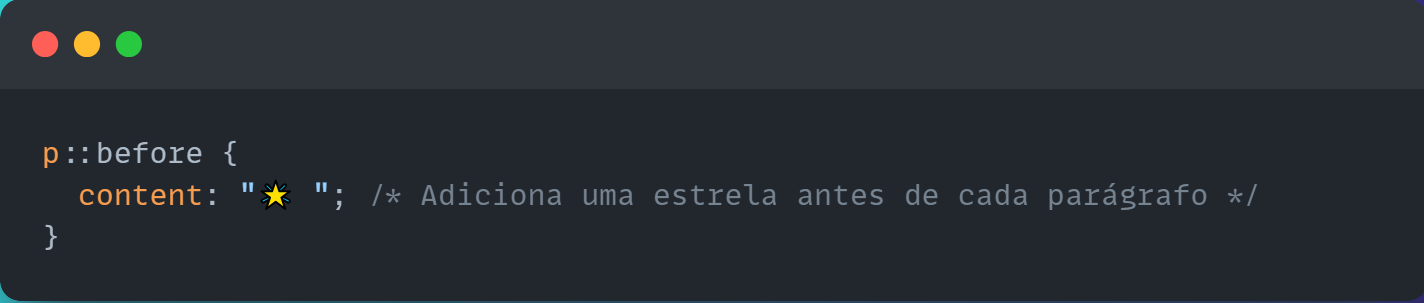 p::before {
  content: "🌟 "; /* Adiciona uma estrela antes de cada parágrafo */
}